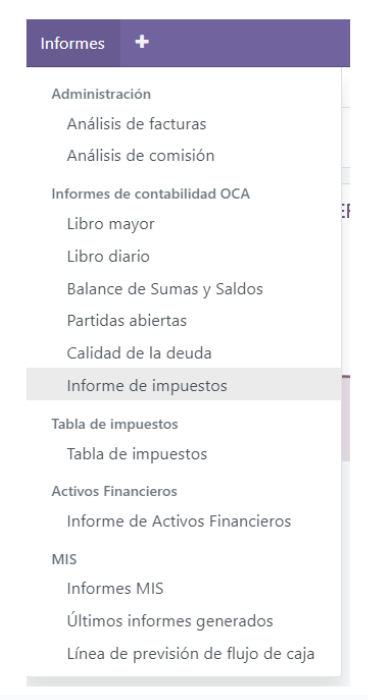 Informes +
Administración
Análisis de facturas
Análisis de comisión
Informes de contabilidad OCA
Libro mayor
Libro diario
Balance de Sumas y Saldos
Partidas abiertas
Calidad de la deuda
Informe de impuestos
Tabla de impuestos
Tabla de impuestos
Activos Financieros
Informe de Activos Financieros
MIS
Informes MIS
Últimos informes generados
Línea de previsión de flujo de caja